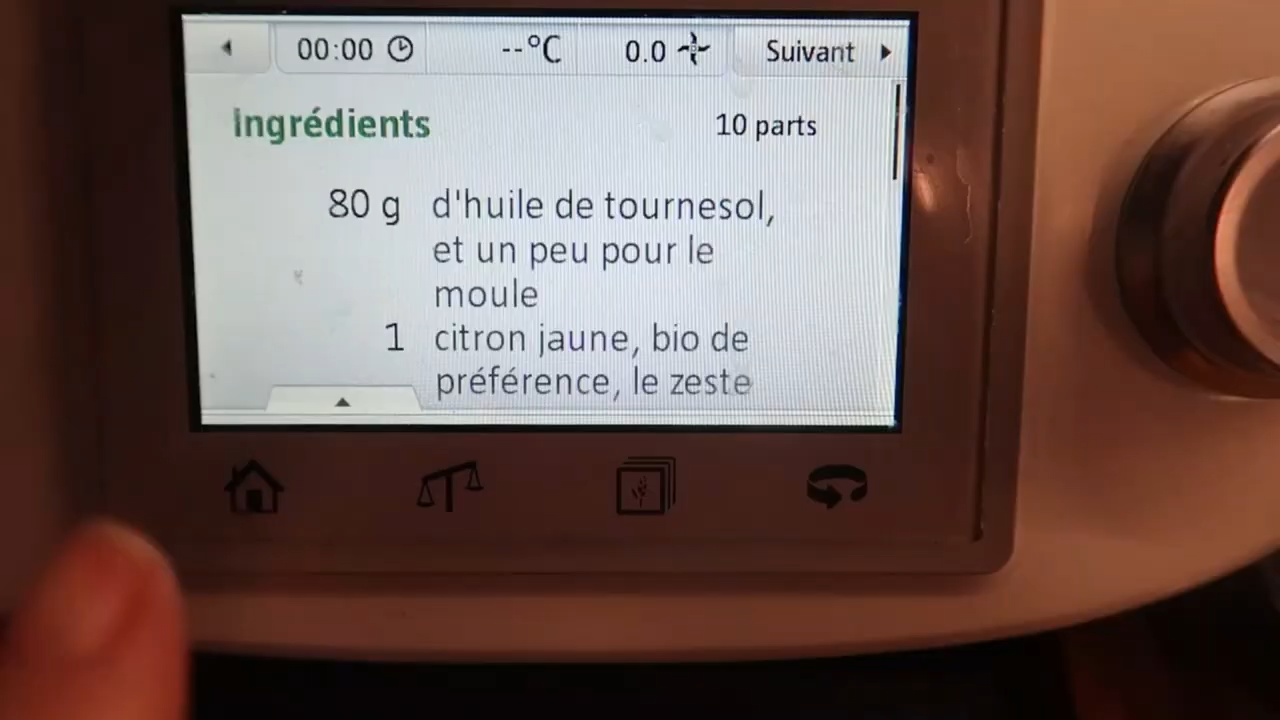 00:00 --°C 0.0 Suivant
Ingrédients 10 parts
80 g d'huile de tournesol,
et un peu pour le
moule
1 citron jaune, bio de
préférence, le zeste